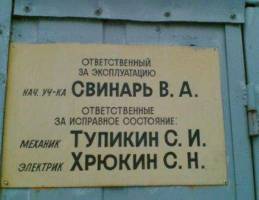 ОТВЕТСТВЕННЫЙ
ЗА ЭКСПЛУАТАЦИЮ
НАЧ. УЧ-КА СВИНАРЬ В. А.
ОТВЕТСТВЕННЫЕ
ЗА ИСПРАВНОЕ СОСТОЯНИЕ:
МЕХАНИК ТУПИКИН С. И.
ЭЛЕКТРИК ХРЮКИН С. Н.